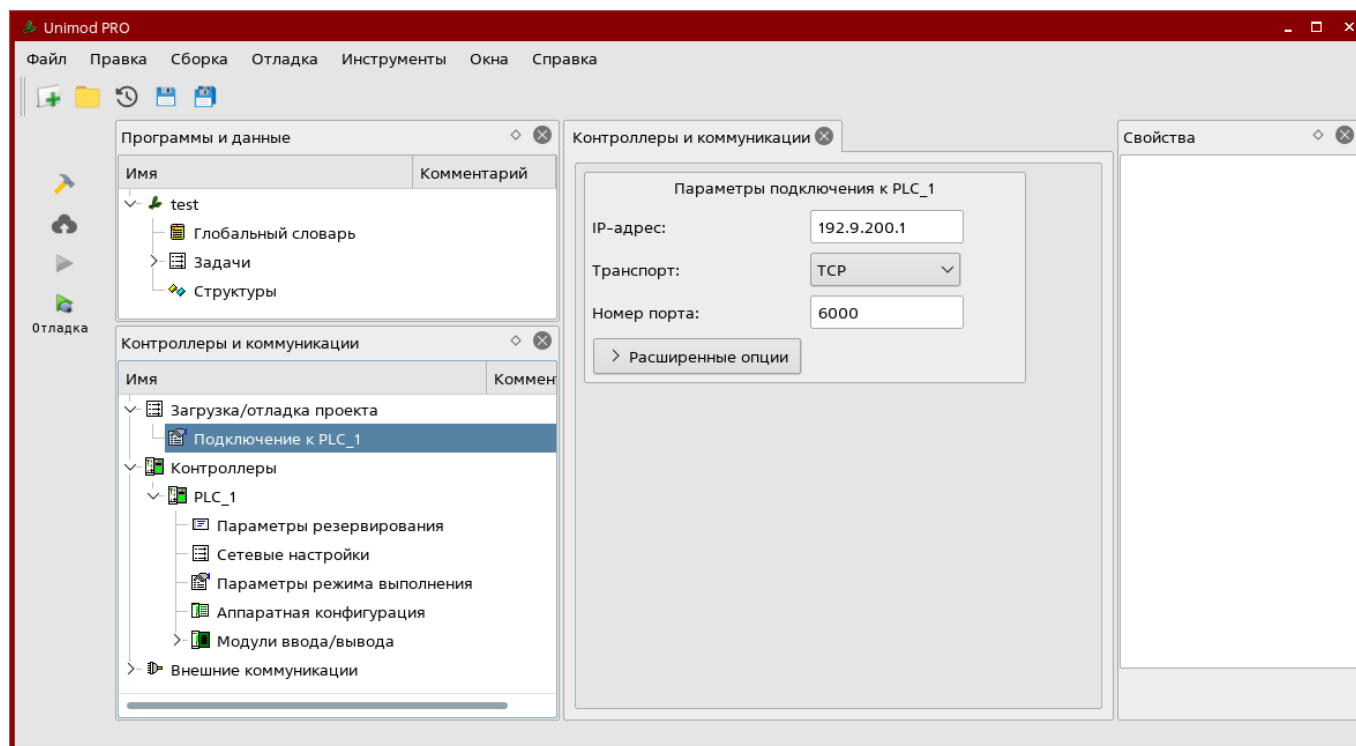 Unimod PRO
Файл Правка Сборка Отладка Инструменты Окна Справка
Программы и данные
Имя Комментарий
test
Глобальный словарь
Задачи
Структуры
Отладка
Контроллеры и коммуникации
Имя Коммен
Загрузка/отладка проекта
Подключение к PLC_1
Контроллеры
PLC_1
Параметры резервирования
Сетевые настройки
Параметры режима выполнения
Аппаратная конфигурация
Модули ввода/вывода
Внешние коммуникации
Контроллеры и коммуникации
Параметры подключения к PLC_1
IP-адрес: 192.9.200.1
Транспорт: TCP
Номер порта: 6000
Расширенные опции
Свойства